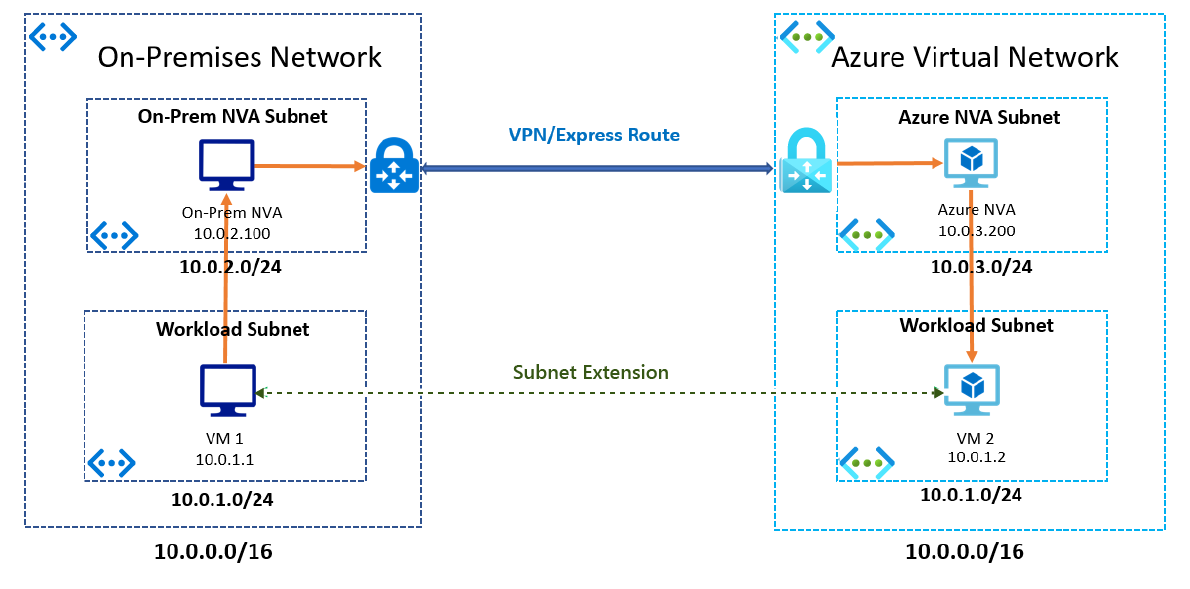 On-Premises Network
On-Prem NVA Subnet
On-Prem NVA
10.0.2.100
10.0.2.0/24
Workload Subnet
VM 1
10.0.1.1
10.0.1.0/24
10.0.0.0/16
VPN/Express Route
Subnet Extension
Azure Virtual Network
Azure NVA Subnet
Azure NVA
10.0.3.200
10.0.3.0/24
Workload Subnet
VM 2
10.0.1.2
10.0.1.0/24
10.0.0.0/16